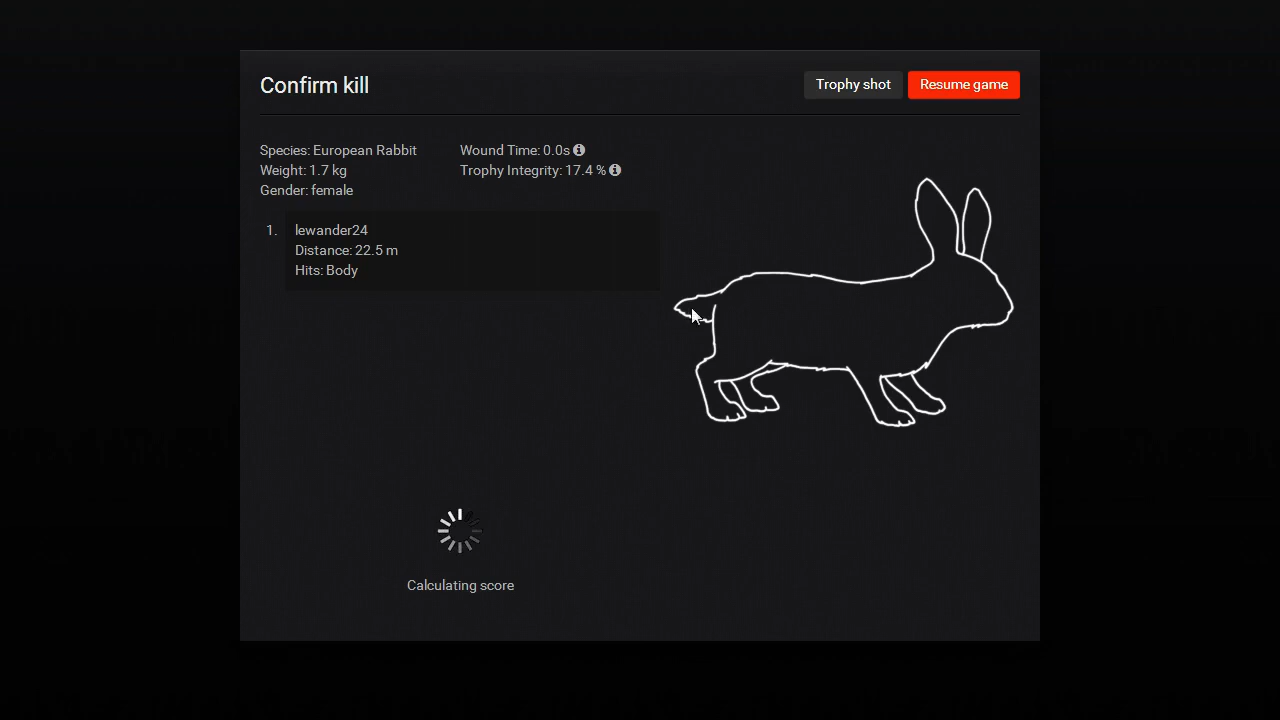 Confirm kill
Trophy shot
Resume game
Species: European Rabbit
Weight: 1.7 kg
Gender: female
Wound Time: 0.0s
Trophy Integrity: 17.4 %
1.
lewander24
Distance: 22.5 m
Hits: Body
Calculating score